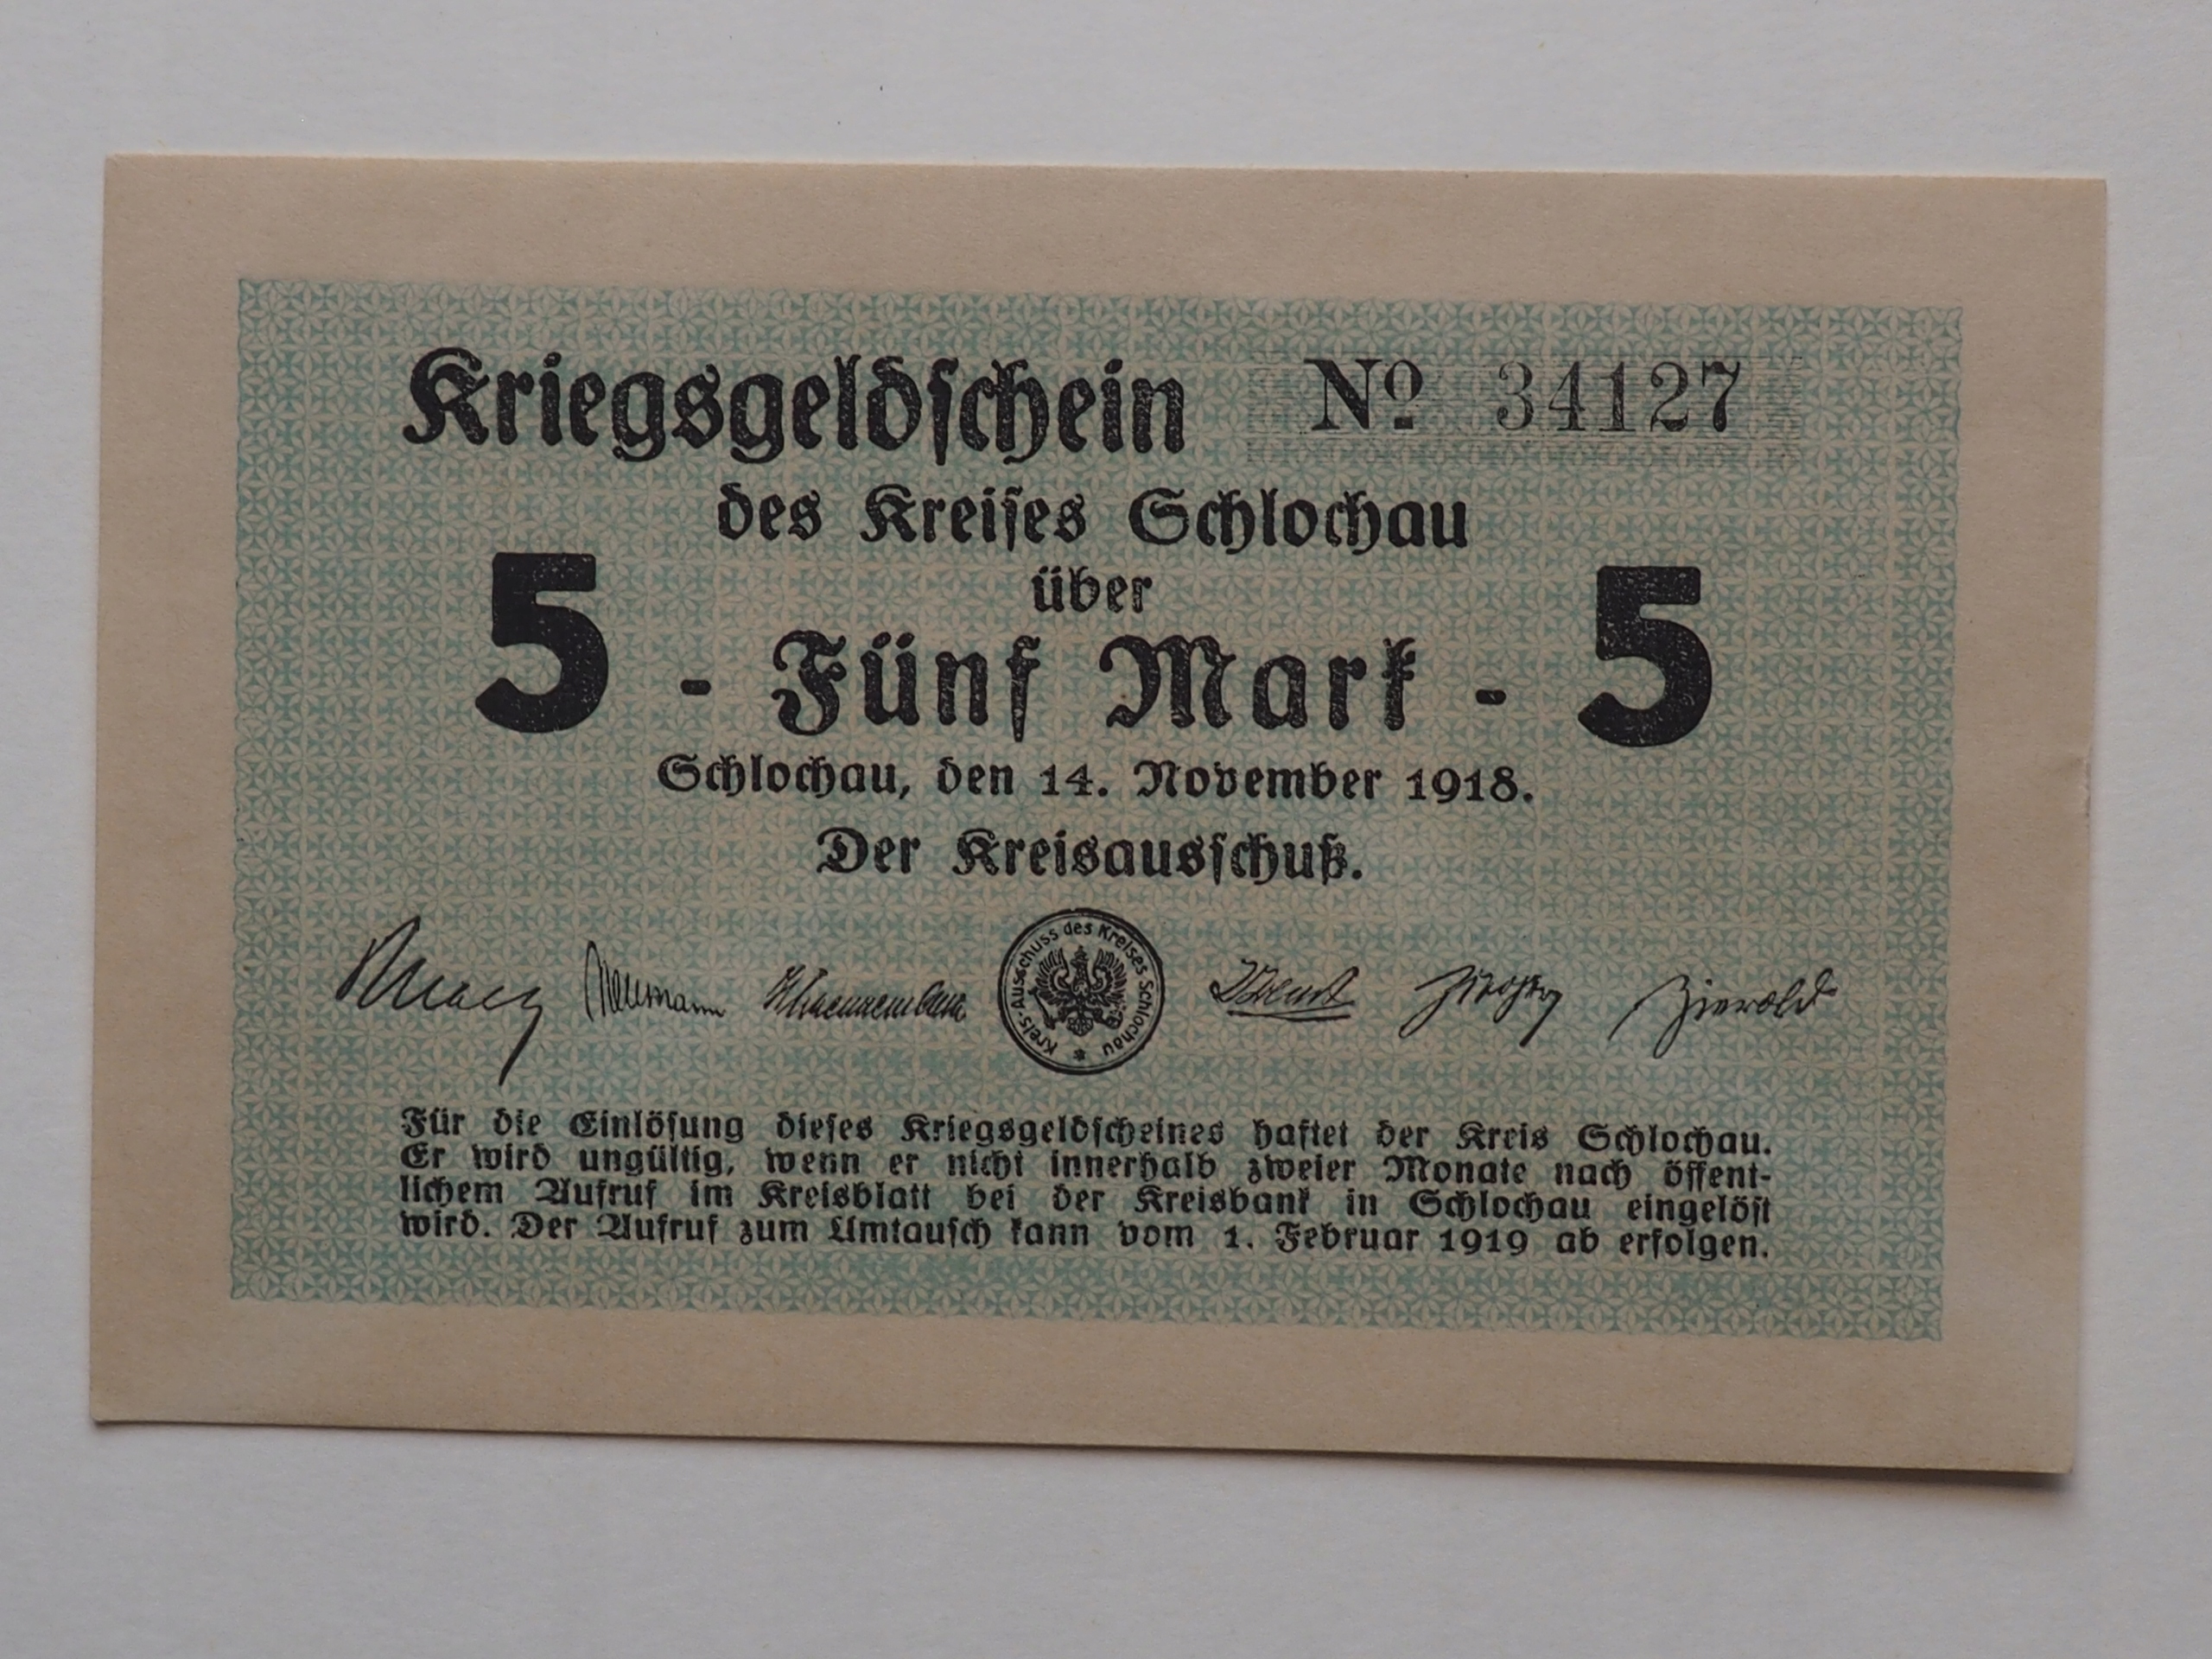 Kriegsgeldschein Nº 34127
des Kreises Schlochau
über
5 - Fünf Mark - 5
Schlochau, den 14. November 1918.
Der Kreisausschuß.
Neumann
Zierold
Kreis-Ausschuss des Kreises Schlochau *
Für die Einlösung dieses Kriegsgeldscheines haftet der Kreis Schlochau.
Er wird ungültig, wenn er nicht innerhalb zweier Monate nach öffent-
lichem Aufruf im Kreisblatt bei der Kreisbank in Schlochau eingelöst
wird. Der Aufruf zum Umtausch kann vom 1. Februar 1919 ab erfolgen.